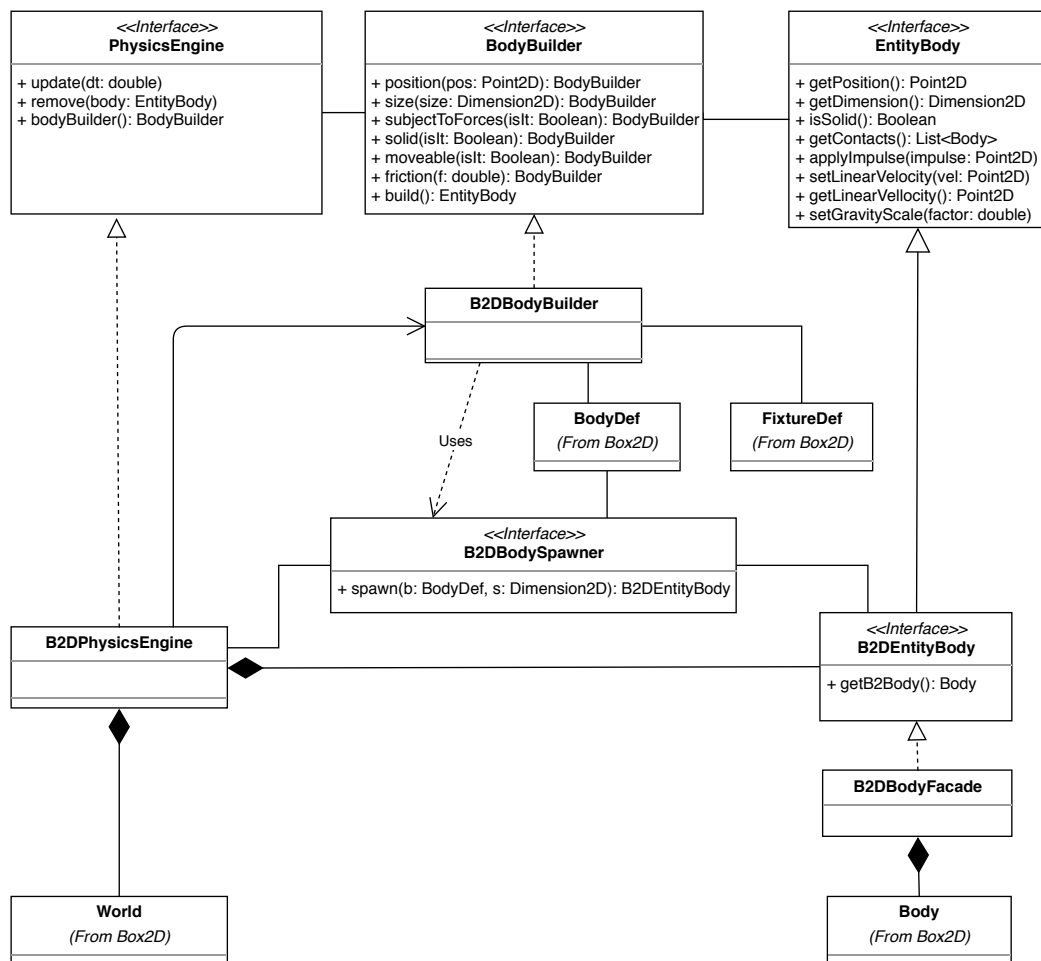 <<Interface>>
PhysicsEngine
+ update(dt: double)
+ remove(body: EntityBody)
+ bodyBuilder(): BodyBuilder
<<Interface>>
BodyBuilder
+ position(pos: Point2D): BodyBuilder
+ size(size: Dimension2D): BodyBuilder
+ subjectToForces(isIt: Boolean): BodyBuilder
+ solid(isIt: Boolean): BodyBuilder
+ moveable(isIt: Boolean): BodyBuilder
+ friction(f: double): BodyBuilder
+ build(): EntityBody
<<Interface>>
EntityBody
+ getPosition(): Point2D
+ getDimension(): Dimension2D
+ isSolid(): Boolean
+ getContacts(): List<Body>
+ applyImpulse(impulse: Point2D)
+ setLinearVelocity(vel: Point2D)
+ getLinearVellocity(): Point2D
+ setGravityScale(factor: double)
B2DBodyBuilder
BodyDef
(From Box2D)
FixtureDef
(From Box2D)
Uses
<<Interface>>
B2DBodySpawner
+ spawn(b: BodyDef, s: Dimension2D): B2DEntityBody
B2DPhysicsEngine
<<Interface>>
B2DEntityBody
+ getB2Body(): Body
B2DBodyFacade
World
(From Box2D)
Body
(From Box2D)